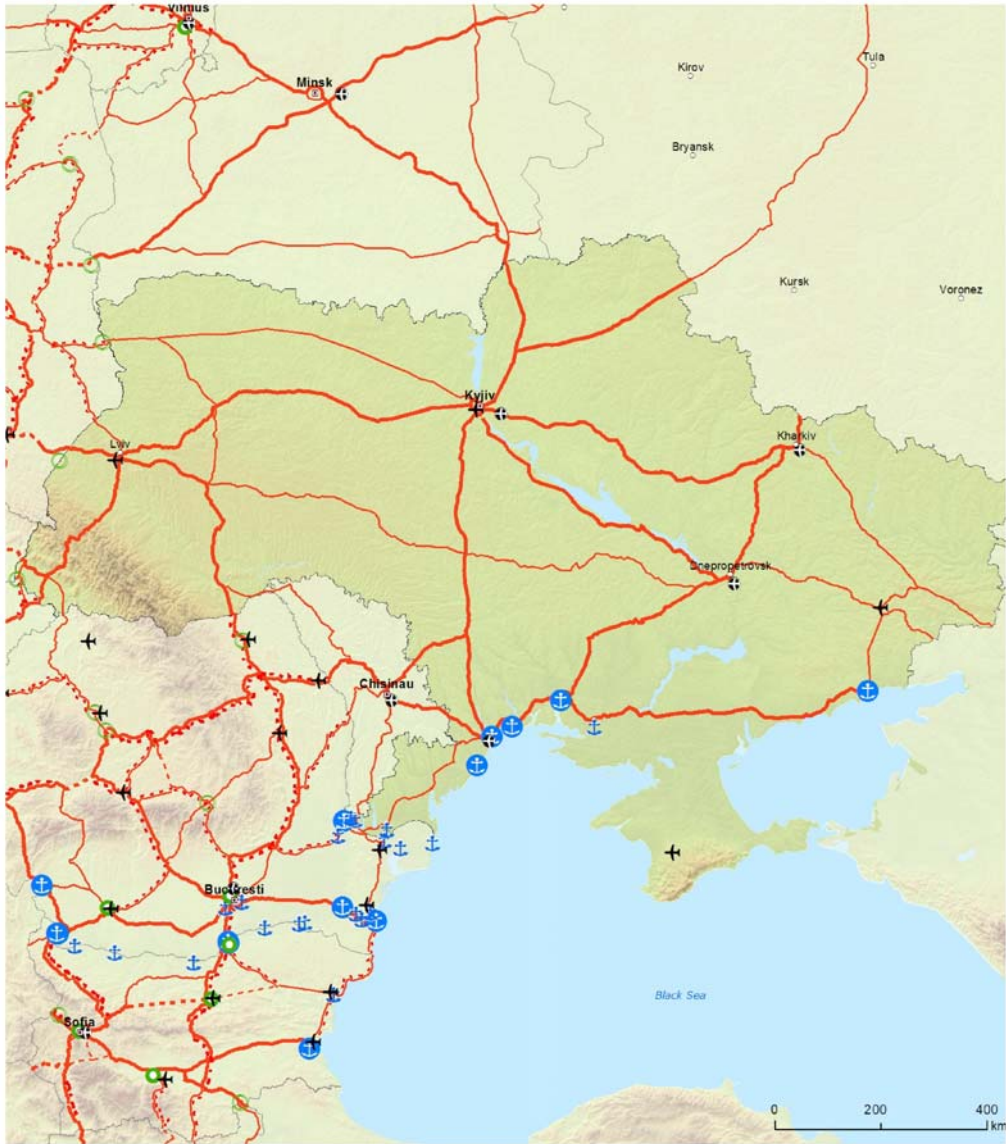 Vilnius
Tula
Kirov
Minsk
Bryansk
Kursk
Voronez
Kyjiv
Kharkiv
Lviv
Dnepropetrovsk
Chisinau
Bucuresti
Black Sea
Sofia
0 200 400
km